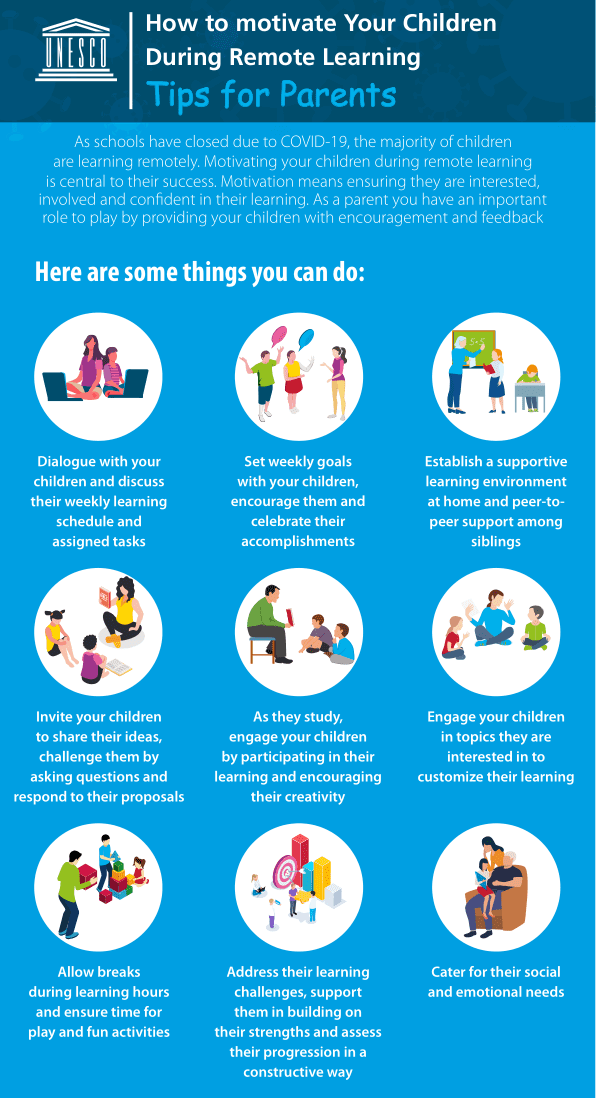 UNESCO
How to motivate Your Children
During Remote Learning
Tips for Parents
As schools have closed due to COVID-19, the majority of children
are learning remotely. Motivating your children during remote learning
is central to their success. Motivation means ensuring they are interested,
involved and confident in their learning. As a parent you have an important
role to play by providing your children with encouragement and feedback
Here are some things you can do:
Dialogue with your
children and discuss
their weekly learning
schedule and
assigned tasks
Set weekly goals
with your children,
encourage them and
celebrate their
accomplishments
5+5
Establish a supportive
learning environment
at home and peer-to-
peer support among
siblings
Invite your children
to share their ideas,
challenge them by
asking questions and
respond to their proposals
As they study,
engage your children
by participating in their
learning and encouraging
their creativity
Engage your children
in topics they are
interested in to
customize their learning
Allow breaks
during learning hours
and ensure time for
play and fun activities
Address their learning
challenges, support
them in building on
their strengths and assess
their progression in a
constructive way
Cater for their social
and emotional needs